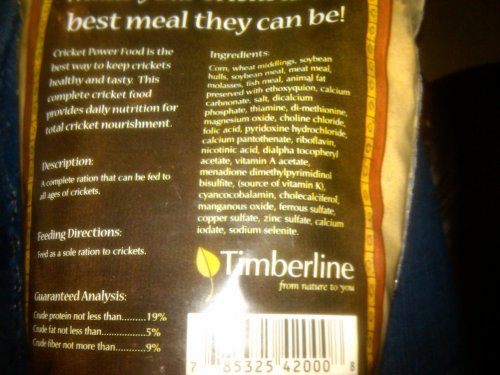 best meal they can be!
Cricket Power Food is the
best way to keep crickets
healthy and tasty. This
complete cricket food
provides daily nutrition for
total cricket nourishment.
Description:
A complete ration that can be fed to
all ages of crickets.
Feeding Directions:
Feed as a sole ration to crickets.
Guaranteed Analysis:
Crude protein not less than.........19%
Crude fat not less than...............5%
Crude fiber not more than..........9%
Ingredients:
Corn, wheat middlings, soybean
hulls, soybean meal, meat meal,
molasses, fish meal, animal fat
preserved with ethoxyquion, calcium
carbnonate, salt, dicalcium
phosphate, thiamine, di-methionine,
magnesium oxide, choline chloride,
folic acid, pyridoxine hydrochloride,
calcium pantothenate, riboflavin,
nicotinic acid, dialpha tocopheryl
acetate, vitamin A acetate,
menadione dimethylpyrimidinol
bisulfite, (source of vitamin K),
cyancocobalamin, cholecalciferol,
manganous oxide, ferrous sulfate,
copper sulfate, zinc sulfate, calcium
iodate, sodium selenite.
Timberline
from nature to you
7 85325 42000 8